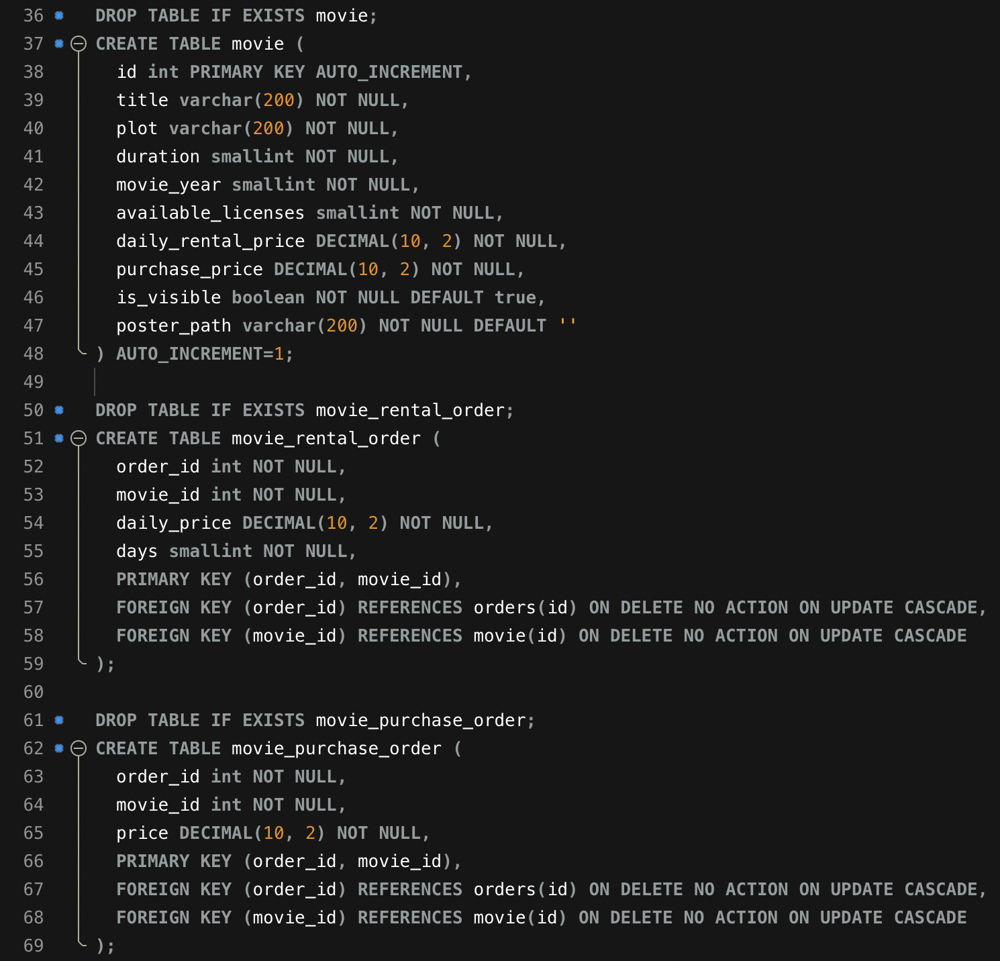 36 DROP TABLE IF EXISTS movie;
37 CREATE TABLE movie (
38 id int PRIMARY KEY AUTO_INCREMENT,
39 title varchar(200) NOT NULL,
40 plot varchar(200) NOT NULL,
41 duration smallint NOT NULL,
42 movie_year smallint NOT NULL,
43 available_licenses smallint NOT NULL,
44 daily_rental_price DECIMAL(10, 2) NOT NULL,
45 purchase_price DECIMAL(10, 2) NOT NULL,
46 is_visible boolean NOT NULL DEFAULT true,
47 poster_path varchar(200) NOT NULL DEFAULT ''
48 ) AUTO_INCREMENT=1;
49
50 DROP TABLE IF EXISTS movie_rental_order;
51 CREATE TABLE movie_rental_order (
52 order_id int NOT NULL,
53 movie_id int NOT NULL,
54 daily_price DECIMAL(10, 2) NOT NULL,
55 days smallint NOT NULL,
56 PRIMARY KEY (order_id, movie_id),
57 FOREIGN KEY (order_id) REFERENCES orders(id) ON DELETE NO ACTION ON UPDATE CASCADE,
58 FOREIGN KEY (movie_id) REFERENCES movie(id) ON DELETE NO ACTION ON UPDATE CASCADE
59 );
60
61 DROP TABLE IF EXISTS movie_purchase_order;
62 CREATE TABLE movie_purchase_order (
63 order_id int NOT NULL,
64 movie_id int NOT NULL,
65 price DECIMAL(10, 2) NOT NULL,
66 PRIMARY KEY (order_id, movie_id),
67 FOREIGN KEY (order_id) REFERENCES orders(id) ON DELETE NO ACTION ON UPDATE CASCADE,
68 FOREIGN KEY (movie_id) REFERENCES movie(id) ON DELETE NO ACTION ON UPDATE CASCADE
69 );